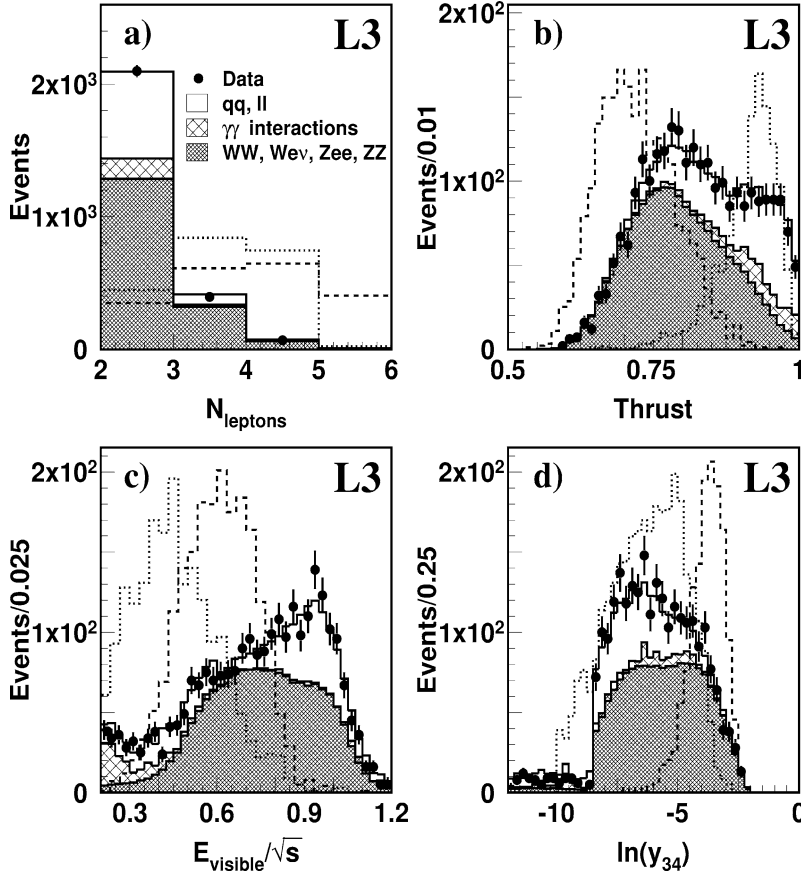 a)
L3
Data
qq, ll
γγ interactions
WW, Weν, Zee, ZZ
Events
2x10³
1x10³
0
2 3 4 5 6
N_leptons
b)
L3
Events/0.01
2x10²
1x10²
0
0.5 0.75 1
Thrust
c)
L3
Events/0.025
2x10²
1x10²
0
0.3 0.6 0.9 1.2
E_visible/√s
d)
L3
Events/0.25
2x10²
1x10²
0
-10 -5 0
ln(y₃₄)